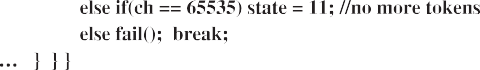 else if(ch == 65535) state = 11; //no more tokens
else fail(); break;
... } } }